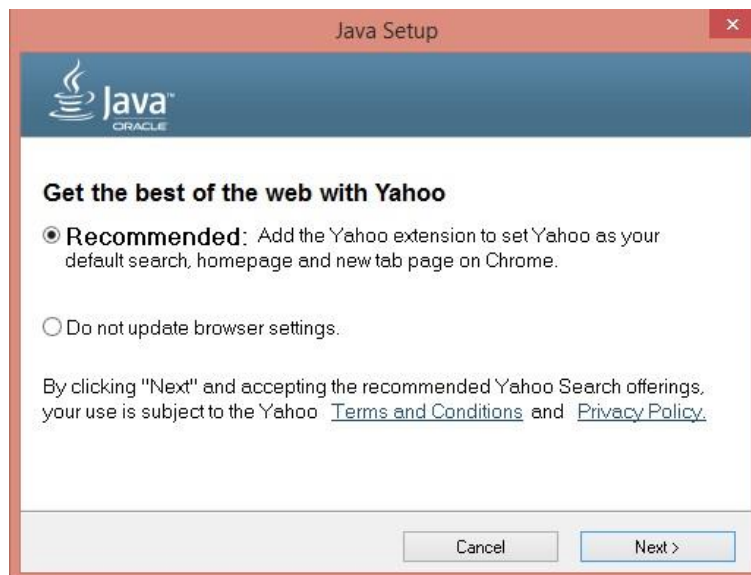 Java Setup
Java™
ORACLE
Get the best of the web with Yahoo
Recommended: Add the Yahoo extension to set Yahoo as your
default search, homepage and new tab page on Chrome.
Do not update browser settings.
By clicking "Next" and accepting the recommended Yahoo Search offerings,
your use is subject to the Yahoo Terms and Conditions and Privacy Policy.
Cancel Next >